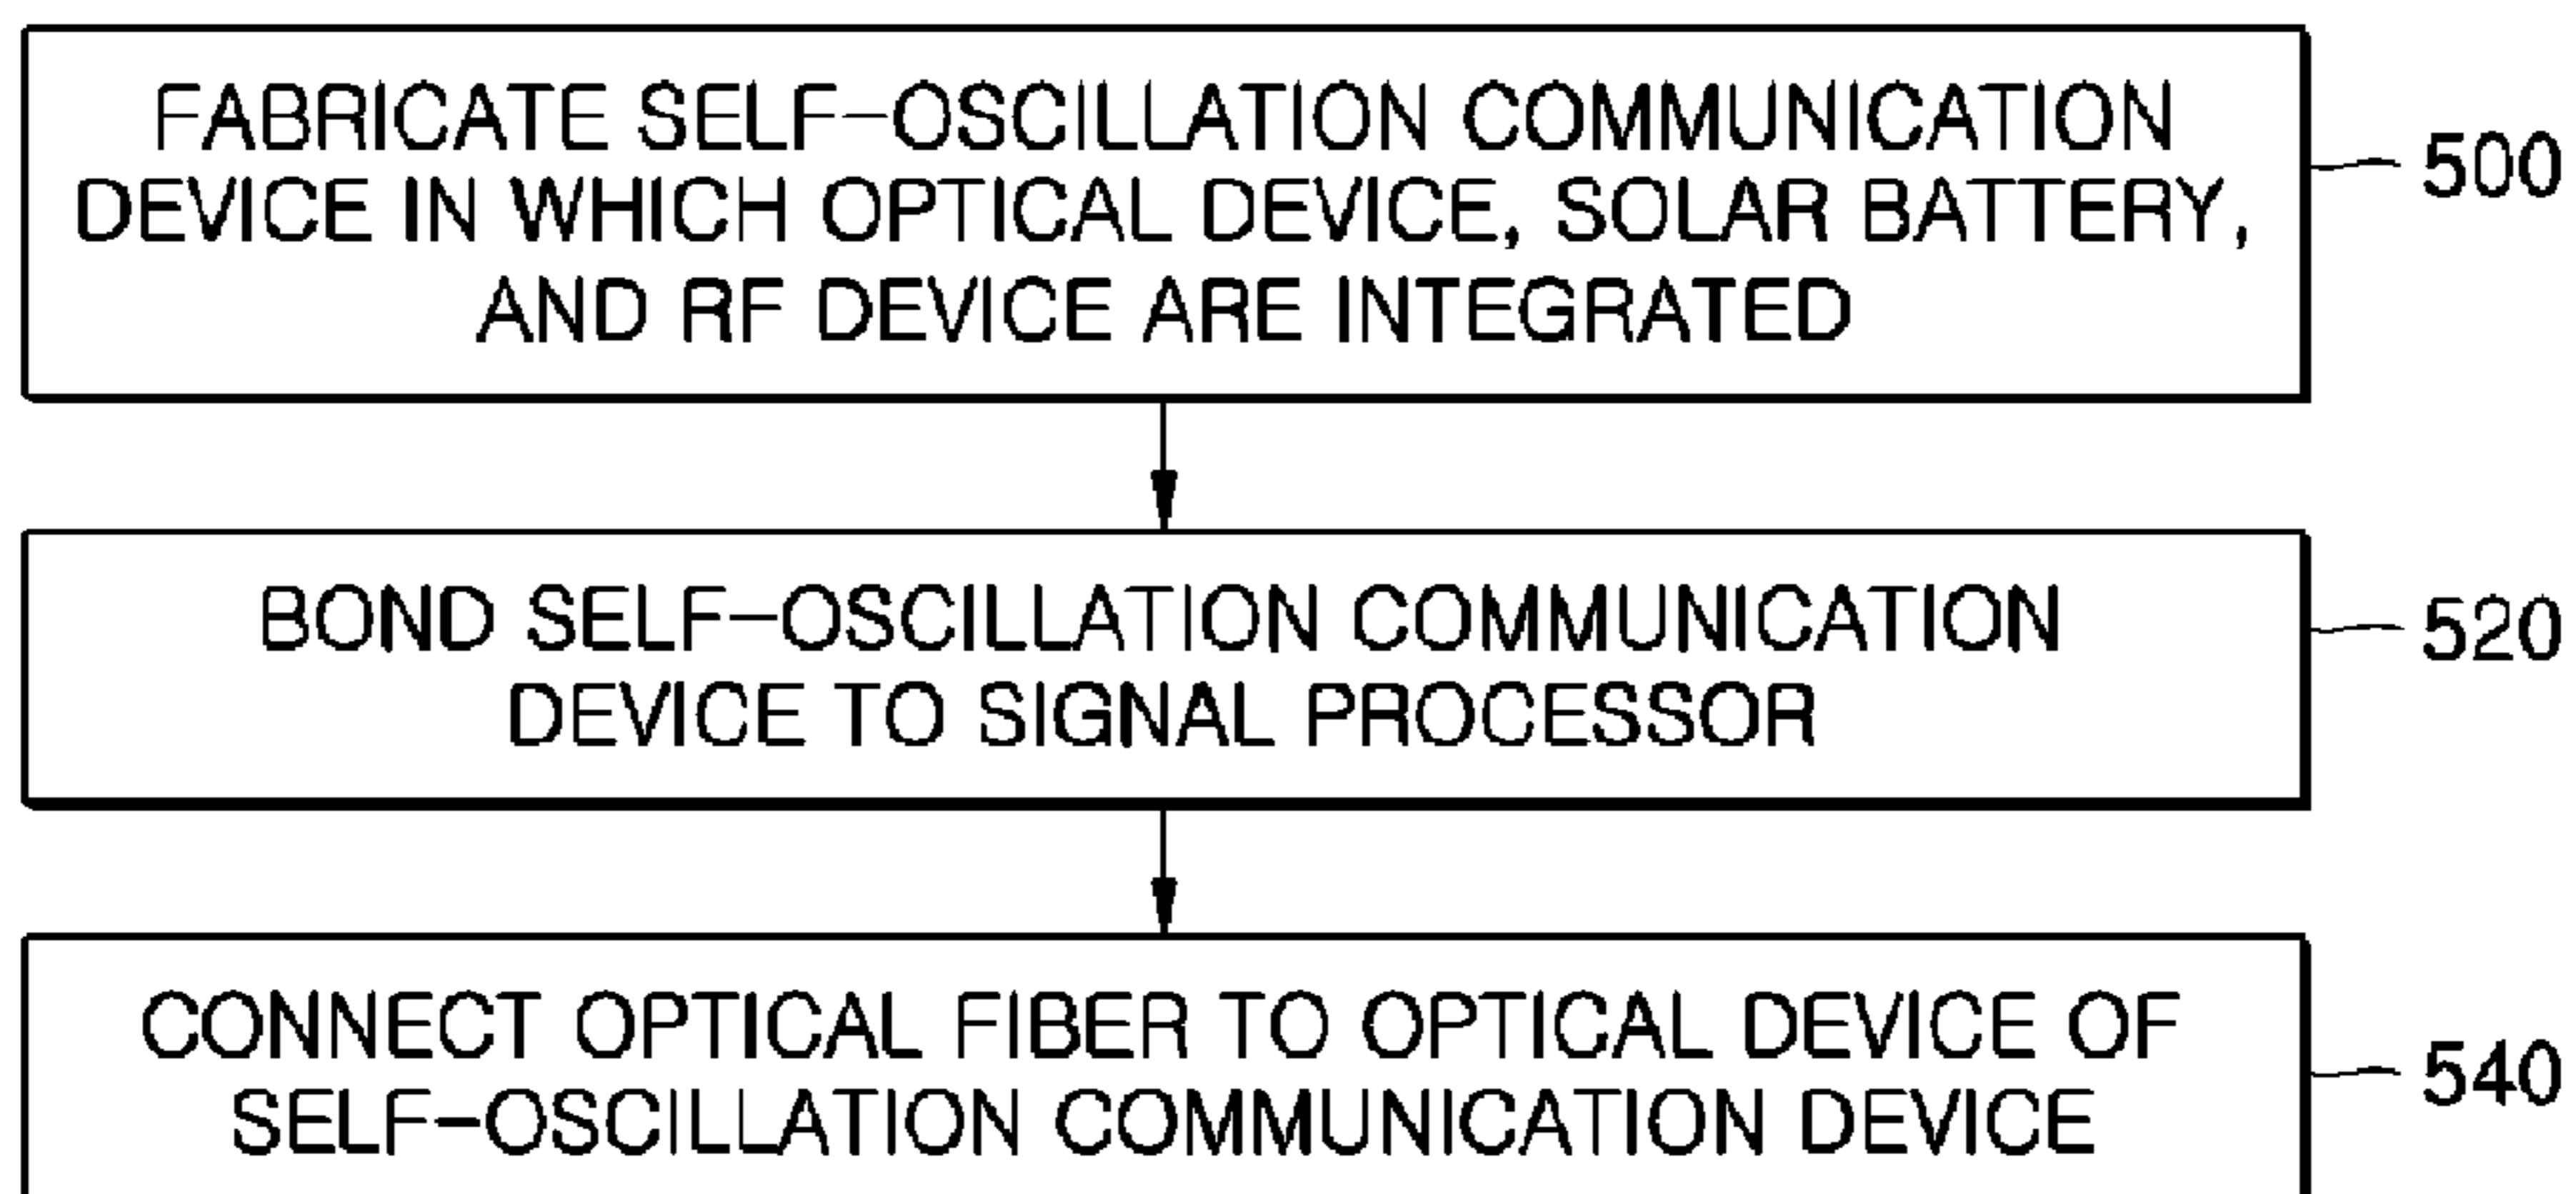 FABRICATE SELF-OSCILLATION COMMUNICATION
DEVICE IN WHICH OPTICAL DEVICE, SOLAR BATTERY,
AND RF DEVICE ARE INTEGRATED
500
BOND SELF-OSCILLATION COMMUNICATION
DEVICE TO SIGNAL PROCESSOR
520
CONNECT OPTICAL FIBER TO OPTICAL DEVICE OF
SELF-OSCILLATION COMMUNICATION DEVICE
540